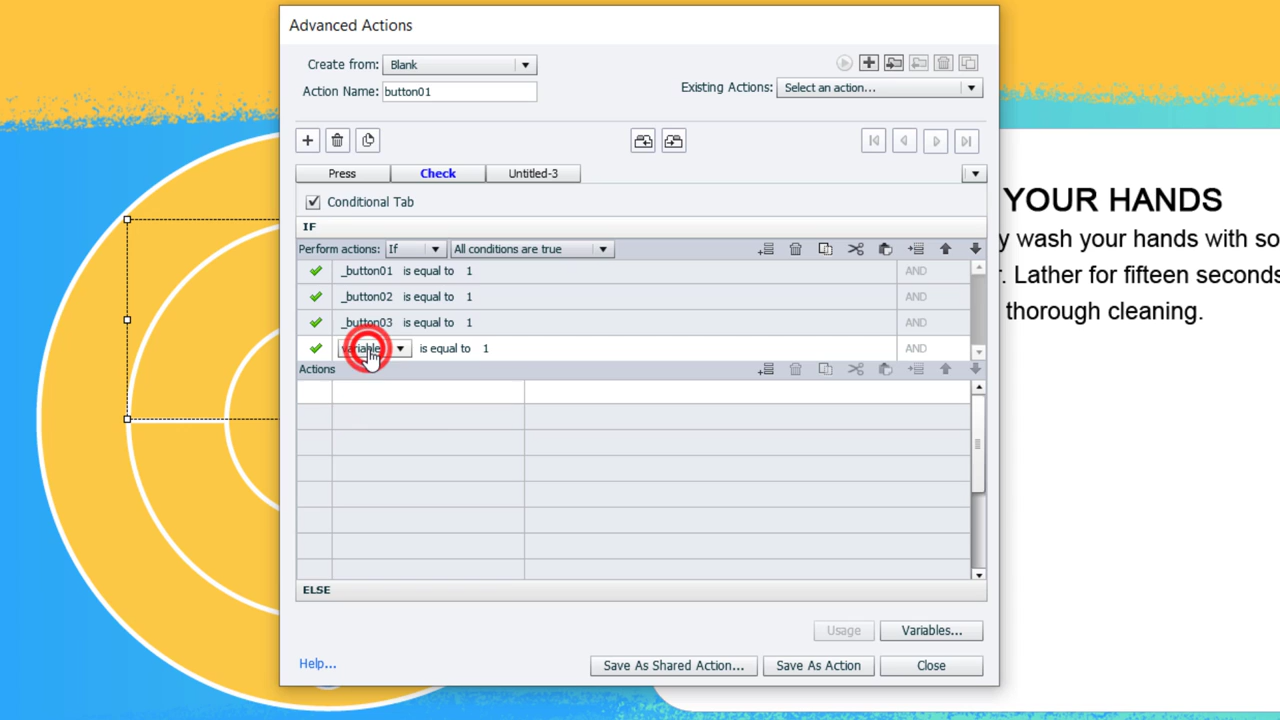 Advanced Actions
Create from: Blank
Action Name: button01
Existing Actions: Select an action...
Press Check Untitled-3
Conditional Tab
IF
Perform actions: If All conditions are true
_button01 is equal to 1 AND
_button02 is equal to 1 AND
_button03 is equal to 1 AND
variable is equal to 1 AND
Actions
ELSE
Usage Variables...
Help... Save As Shared Action... Save As Action Close
YOUR HANDS
y wash your hands with so
r. Lather for fifteen seconds
thorough cleaning.